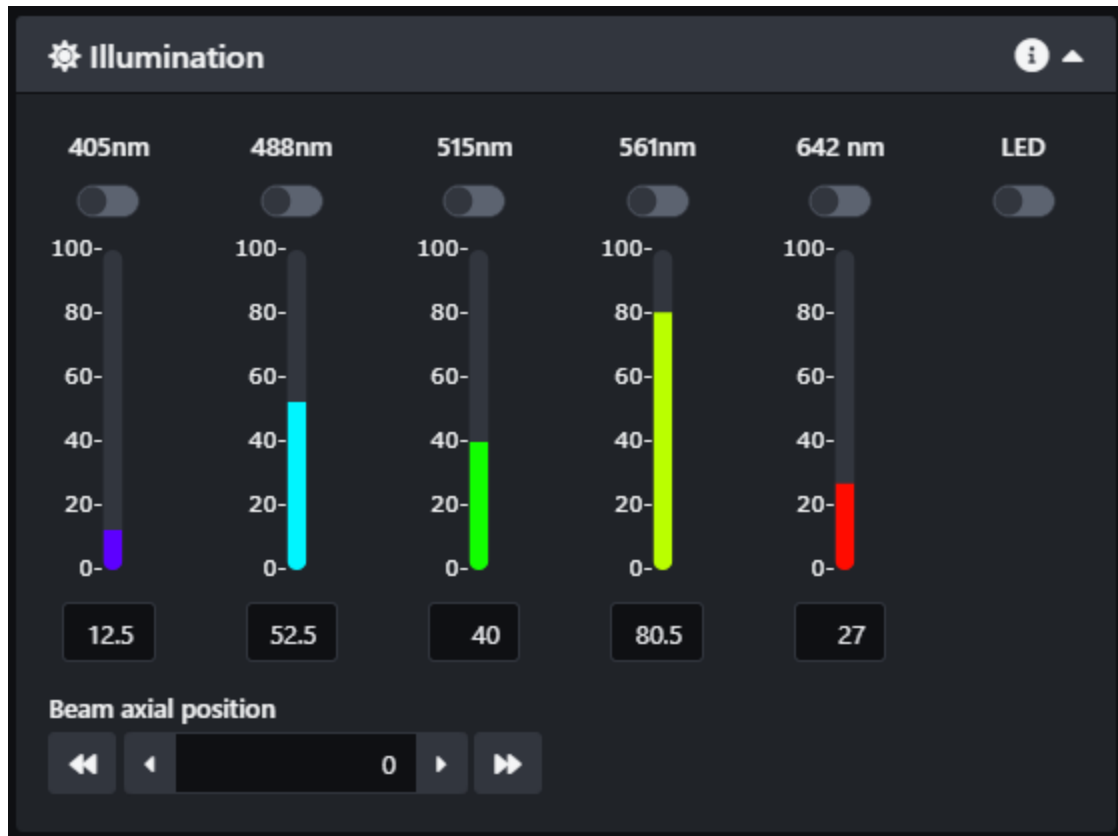 Illumination
405nm 488nm 515nm 561nm 642 nm LED
100- 100- 100- 100- 100-
80- 80- 80- 80- 80-
60- 60- 60- 60- 60-
40- 40- 40- 40- 40-
20- 20- 20- 20- 20-
0- 0- 0- 0- 0-
12.5 52.5 40 80.5 27
Beam axial position
0